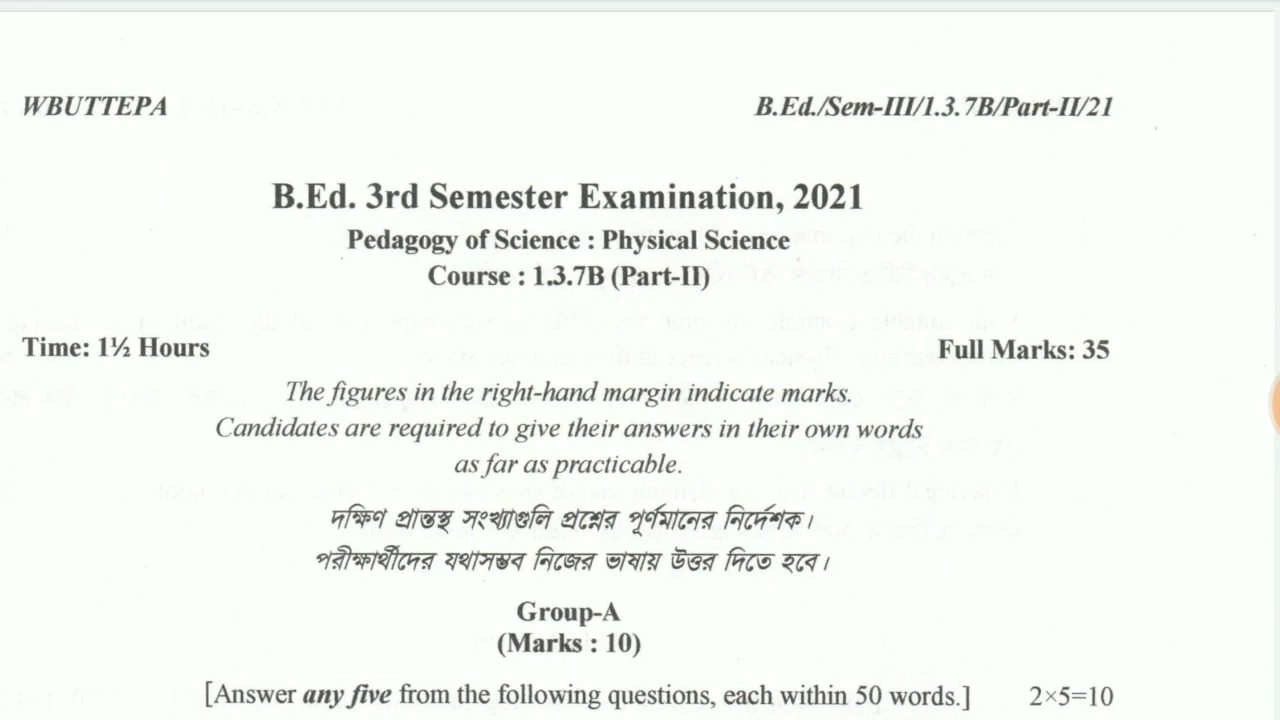 WBUTTEPA B.Ed./Sem-III/1.3.7B/Part-II/21
B.Ed. 3rd Semester Examination, 2021
Pedagogy of Science : Physical Science
Course : 1.3.7B (Part-II)
Time: 1½ Hours Full Marks: 35
The figures in the right-hand margin indicate marks.
Candidates are required to give their answers in their own words
as far as practicable.
দক্ষিণ প্রান্তস্থ সংখ্যাগুলি প্রশ্নের পূর্ণমানের নির্দেশক।
পরীক্ষার্থীদের যথাসম্ভব নিজের ভাষায় উত্তর দিতে হবে।
Group-A
(Marks : 10)
[Answer any five from the following questions, each within 50 words.] 2×5=10